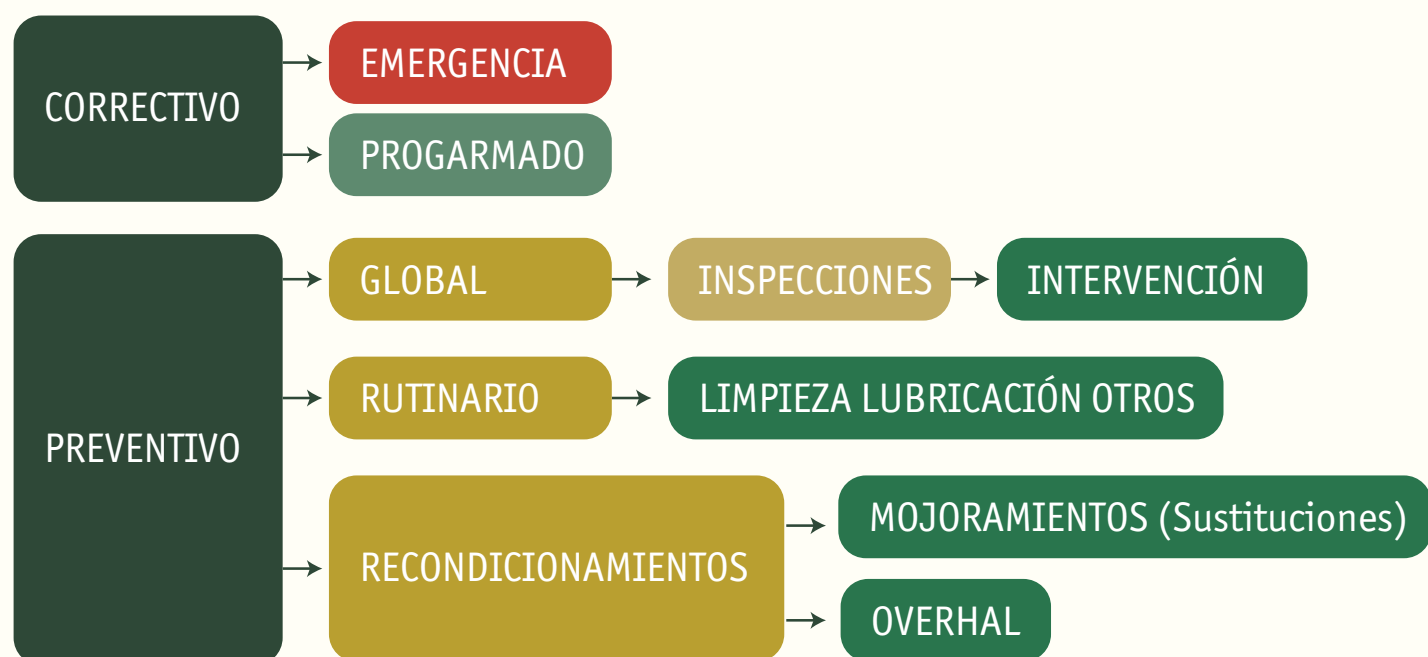 CORRECTIVO
EMERGENCIA
PROGARMADO
PREVENTIVO
GLOBAL
INSPECCIONES
INTERVENCIÓN
RUTINARIO
LIMPIEZA LUBRICACIÓN OTROS
RECONDICIONAMIENTOS
MOJORAMIENTOS (Sustituciones)
OVERHAL